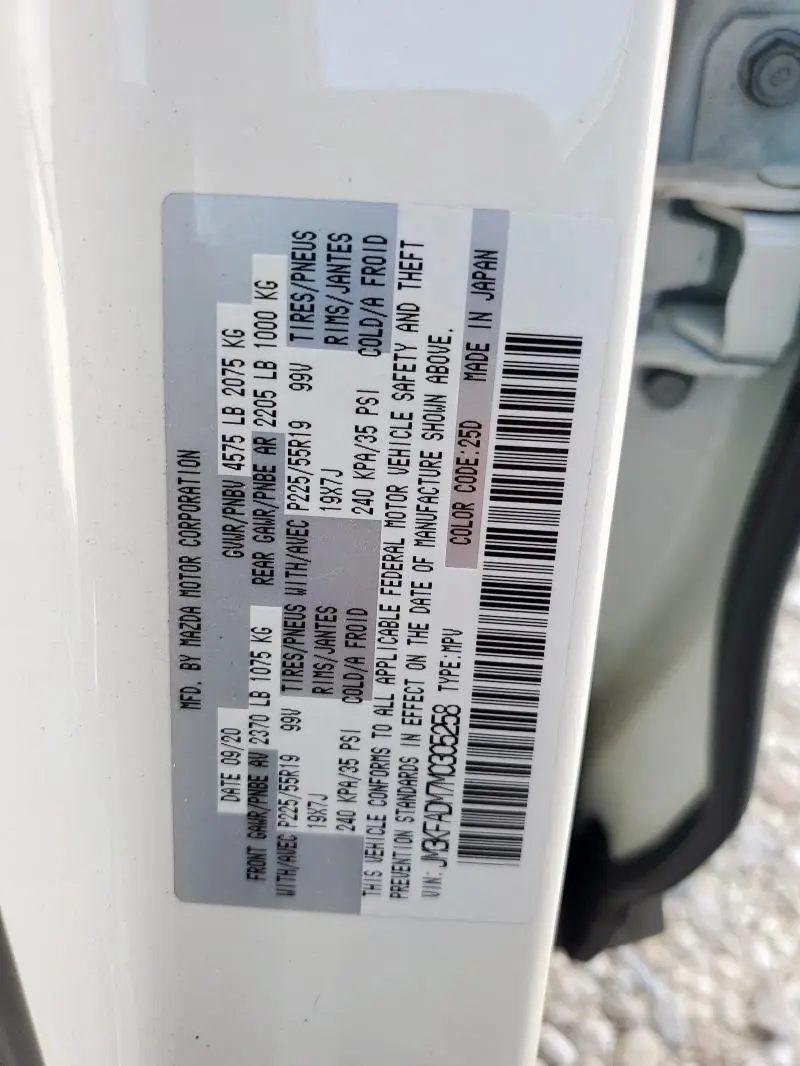 MFD. BY MAZDA MOTOR CORPORATION
DATE 09/20 GVWR/PNBV 4575 LB 2075 KG
FRONT GAWR/PNBE AV 2370 LB 1075 KG REAR GAWR/PNBE AR 2205 LB 1000 KG
WITH/AVEC P225/55R19 99V TIRES/PNEUS WITH/AVEC P225/55R19 99V TIRES/PNEUS
19X7J RIMS/JANTES 19X7J RIMS/JANTES
240 KPA/35 PSI COLD/A FROID 240 KPA/35 PSI COLD/A FROID
THIS VEHICLE CONFORMS TO ALL APPLICABLE FEDERAL MOTOR VEHICLE SAFETY AND THEFT
PREVENTION STANDARDS IN EFFECT ON THE DATE OF MANUFACTURE SHOWN ABOVE.
VIN: JM3KFADM7M0305258 TYPE:MPV
COLOR CODE:25D MADE IN JAPAN